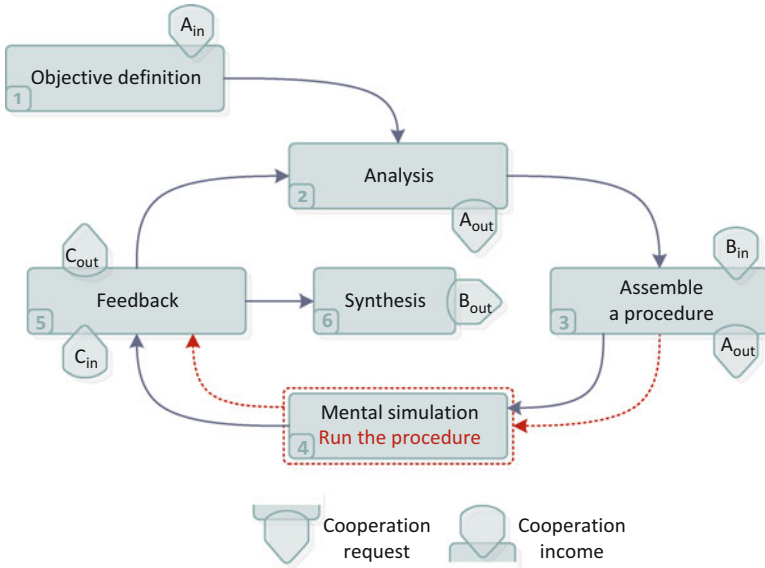 A_in
Objective definition
1
Analysis
2
A_out
C_out
B_in
Feedback
5
Synthesis
6
B_out
Assemble
a procedure
3
C_in
A_out
Mental simulation
Run the procedure
4
Cooperation
request
Cooperation
income